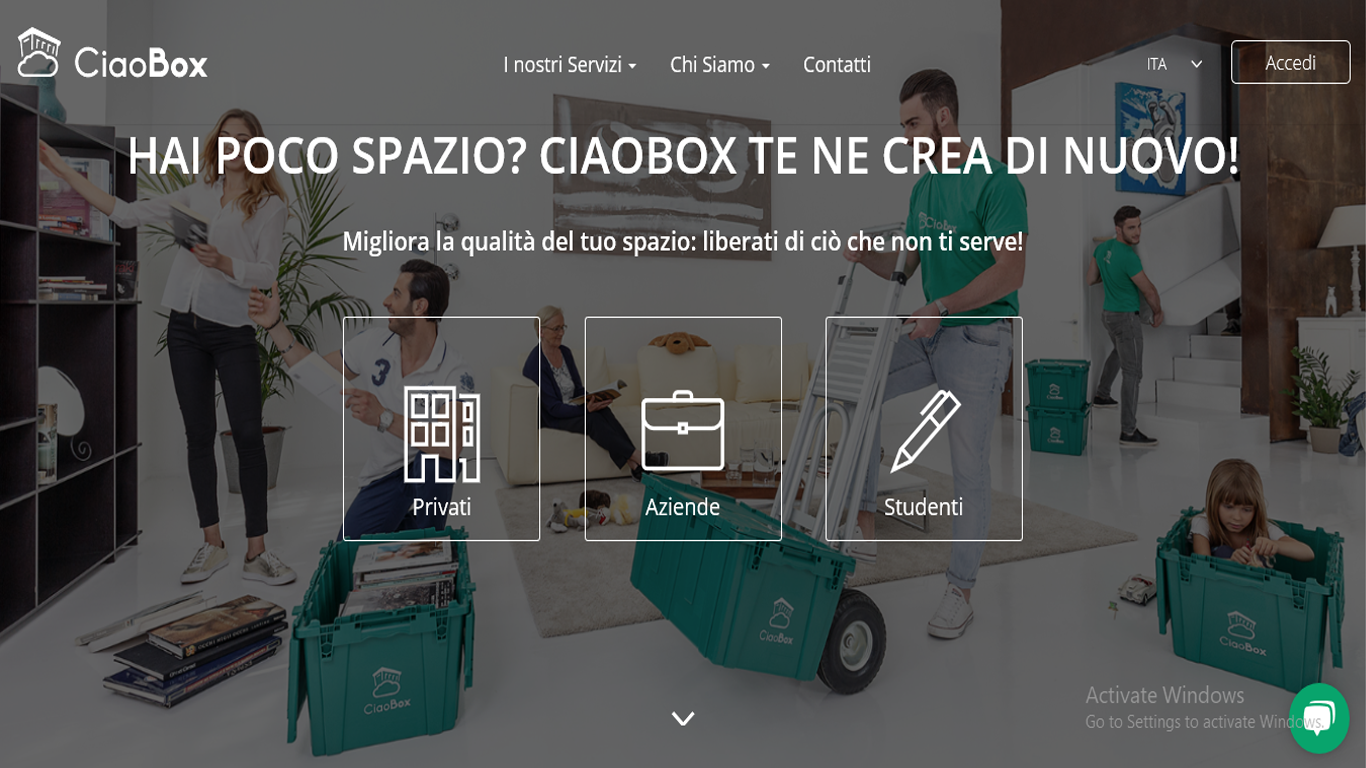 CiaoBox
I nostri Servizi
Chi Siamo
Contatti
ITA
Accedi
HAI POCO SPAZIO? CIAOBOX TE NE CREA DI NUOVO!
Migliora la qualità del tuo spazio: liberati di ciò che non ti serve!
CiaoBox
Privati
Aziende
Studenti
CiaoBox
CiaoBox
CiaoBox
Activate Windows
Go to Settings to activate Windows.